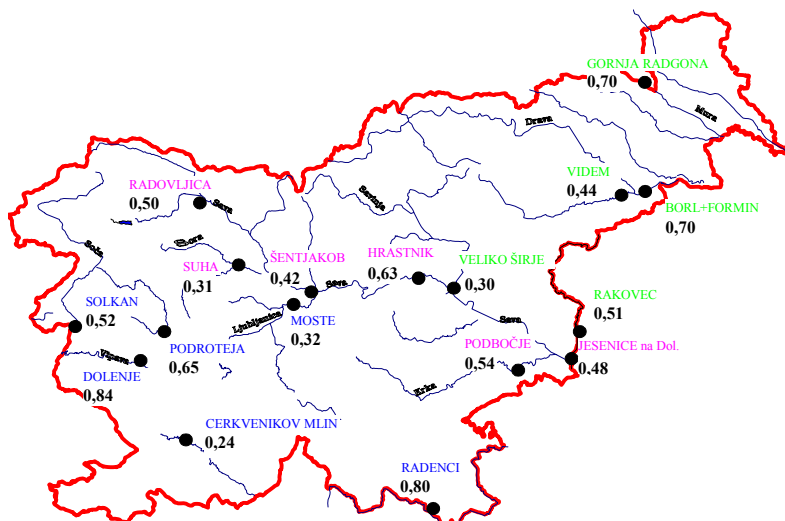 GORNJA RADGONA
0,70
Mura
Drava
VIDEM
0,44
BORL+FORMIN
0,70
RADOVLJICA
0,50
Sava
Savinja
Sora
SUHA
0,31
ŠENTJAKOB
0,42
Sava
HRASTNIK
0,63
VELIKO ŠIRJE
0,30
Soča
SOLKAN
0,52
Ljubljanica
MOSTE
0,32
Sava
RAKOVEC
0,51
PODROTEJA
0,65
Vipava
DOLENJE
0,84
PODBOČJE
0,54
JESENICE na Dol.
0,48
Krka
CERKVENIKOV MLIN
0,24
RADENCI
0,80